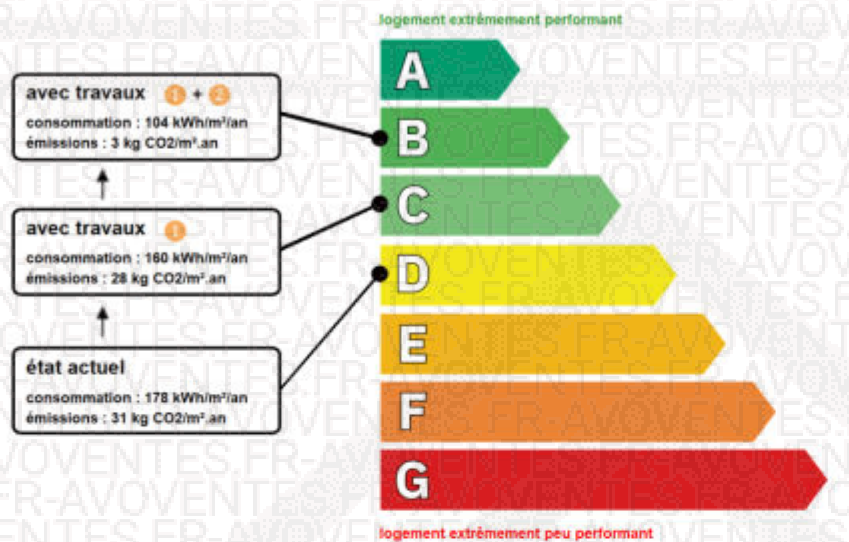 logement extrêmement performant
avec travaux 1 + 2
consommation : 104 kWh/m²/an
émissions : 3 kg CO2/m².an
avec travaux 1
consommation : 160 kWh/m²/an
émissions : 28 kg CO2/m².an
état actuel
consommation : 178 kWh/m²/an
émissions : 31 kg CO2/m².an
A
B
C
D
E
F
G
logement extrêmement peu performant
AVOVENTES.FR